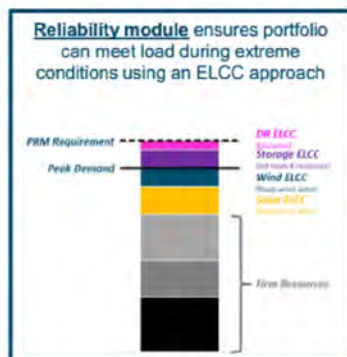 Reliability module ensures portfolio
can meet load during extreme
conditions using an ELCC approach
PRM Requirement
DR ELCC
Storage ELCC
Peak Demand
Wind ELCC
Solar ELCC
Firm Resources